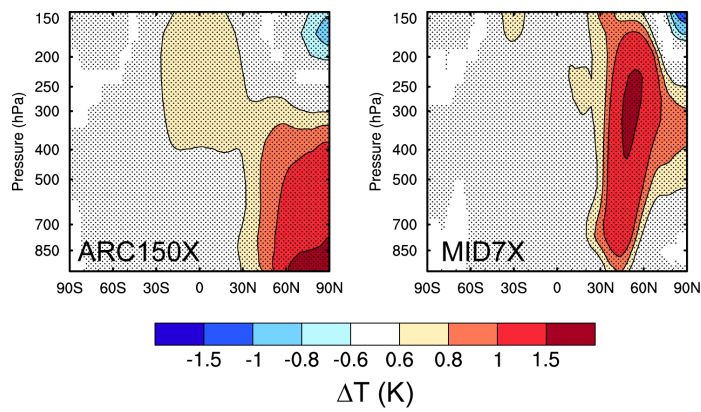 150
200
250
300
400
500
700
850
Pressure (hPa)
ARC150X
90S 60S 30S 0 30N 60N 90N
150
200
250
300
400
500
700
850
Pressure (hPa)
MID7X
90S 60S 30S 0 30N 60N 90N
-1.5 -1 -0.8 -0.6 0.6 0.8 1 1.5
ΔT (K)